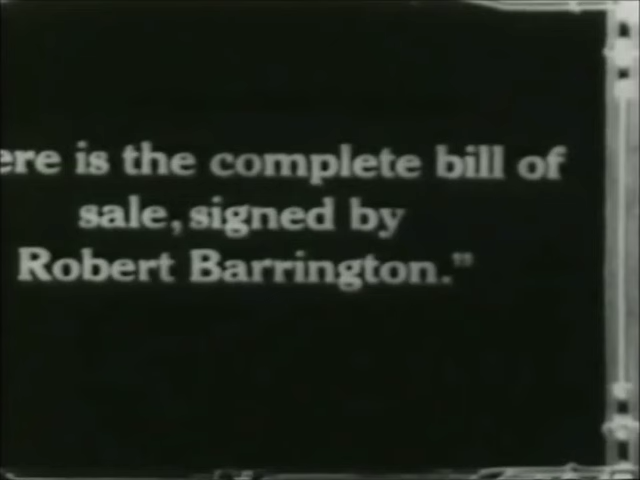 ere is the complete bill of
sale, signed by
Robert Barrington."